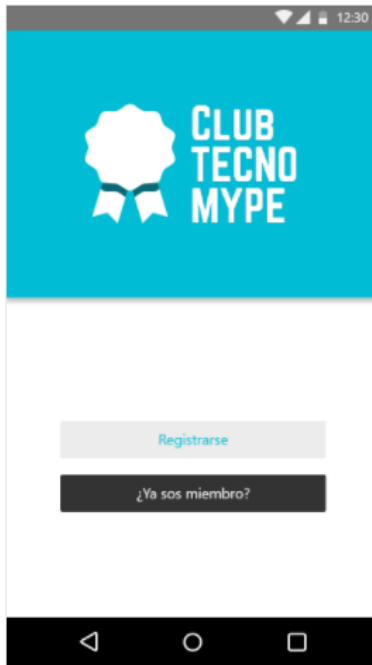 12:30
CLUB
TECNO
MYPE
Registrarse
¿Ya sos miembro?